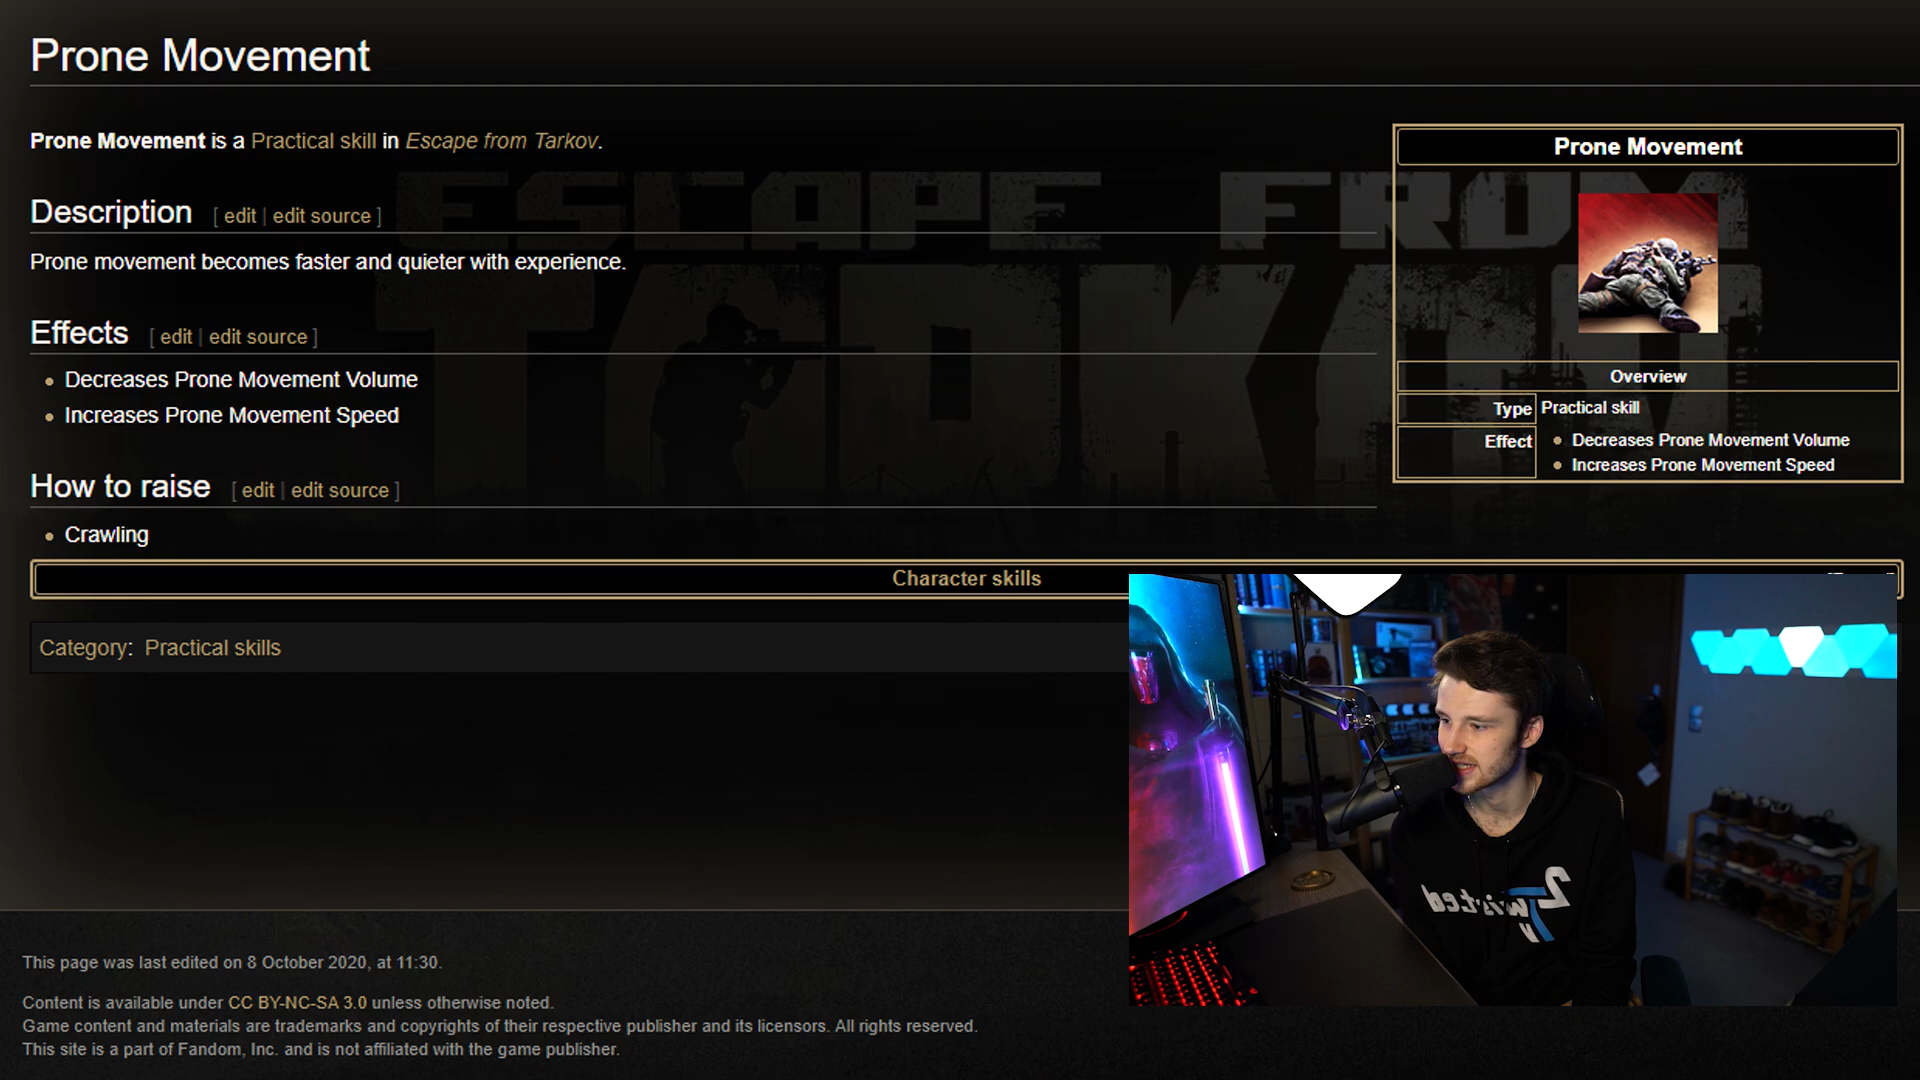 Prone Movement
Prone Movement is a Practical skill in Escape from Tarkov.
Description [ edit | edit source ]
Prone movement becomes faster and quieter with experience.
Effects [ edit | edit source ]
Decreases Prone Movement Volume
Increases Prone Movement Speed
How to raise [ edit | edit source ]
Crawling
Prone Movement
Overview
Type Practical skill
Effect
Decreases Prone Movement Volume
Increases Prone Movement Speed
ESCAPE FROM
TARKOV
Character skills
Category: Practical skills
2
Twisted
This page was last edited on 8 October 2020, at 11:30.
Content is available under CC BY-NC-SA 3.0 unless otherwise noted.
Game content and materials are trademarks and copyrights of their respective publisher and its licensors. All rights reserved.
This site is a part of Fandom, Inc. and is not affiliated with the game publisher.